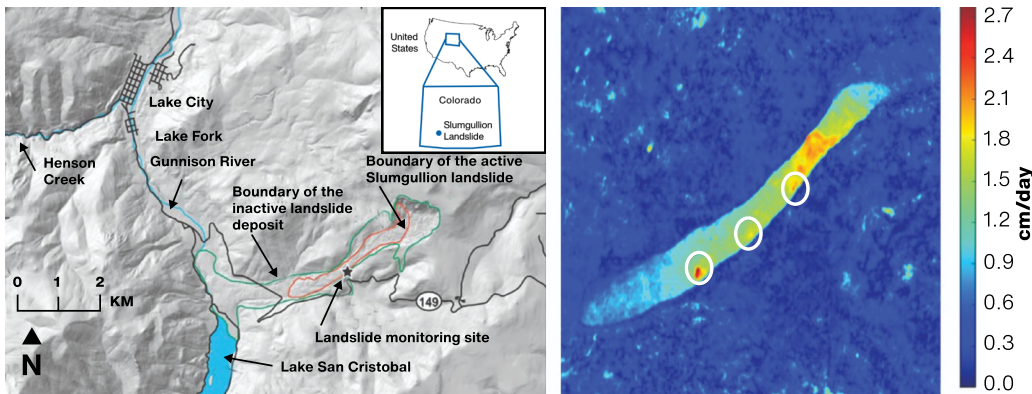 United
States
Colorado
Slumgullion
Landslide
Lake City
Lake Fork
Gunnison River
Henson
Creek
Boundary of the active
Slumgullion landslide
Boundary of the
inactive landslide
deposit
0 1 2
KM
149
N
Landslide monitoring site
Lake San Cristobal
2.7
2.4
2.1
1.8
1.5
1.2
0.9
0.6
0.3
0.0
cm/day